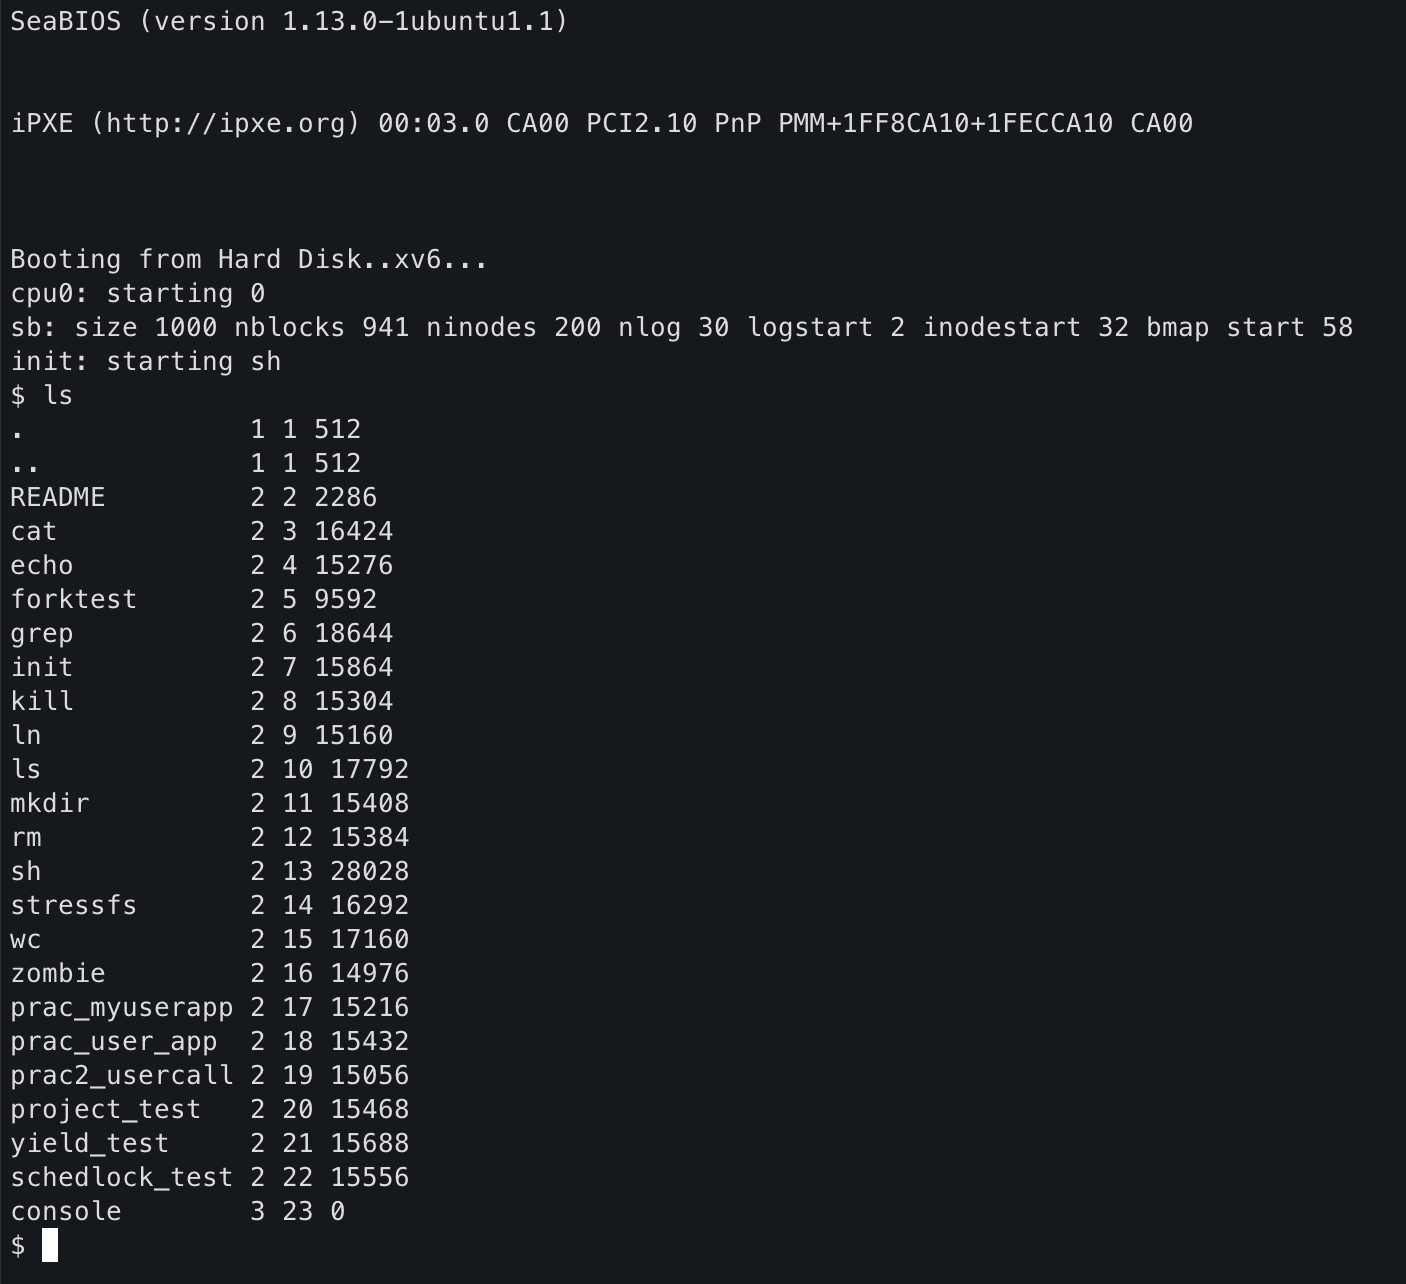 SeaBIOS (version 1.13.0-1ubuntu1.1)
iPXE (http://ipxe.org) 00:03.0 CA00 PCI2.10 PnP PMM+1FF8CA10+1FECCA10 CA00
Booting from Hard Disk..xv6...
cpu0: starting 0
sb: size 1000 nblocks 941 ninodes 200 nlog 30 logstart 2 inodestart 32 bmap start 58
init: starting sh
$ ls
.              1 1 512
..             1 1 512
README         2 2 2286
cat            2 3 16424
echo           2 4 15276
forktest       2 5 9592
grep           2 6 18644
init           2 7 15864
kill           2 8 15304
ln             2 9 15160
ls             2 10 17792
mkdir          2 11 15408
rm             2 12 15384
sh             2 13 28028
stressfs       2 14 16292
wc             2 15 17160
zombie         2 16 14976
prac_myuserapp 2 17 15216
prac_user_app  2 18 15432
prac2_usercall 2 19 15056
project_test   2 20 15468
yield_test     2 21 15688
schedlock_test 2 22 15556
console        3 23 0
$